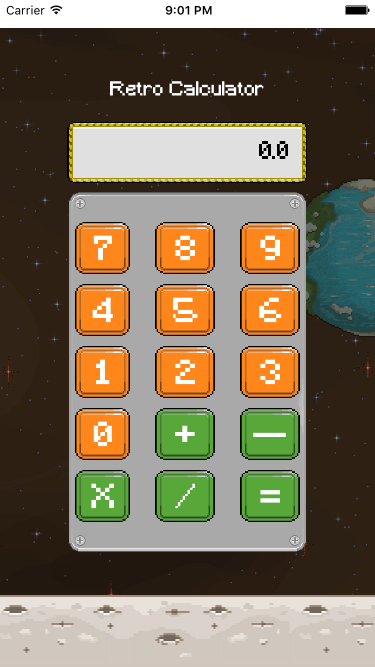 Carrier 9:01 PM
Retro Calculator
0.0
7 8 9
4 5 6
1 2 3
0 + −
X / =